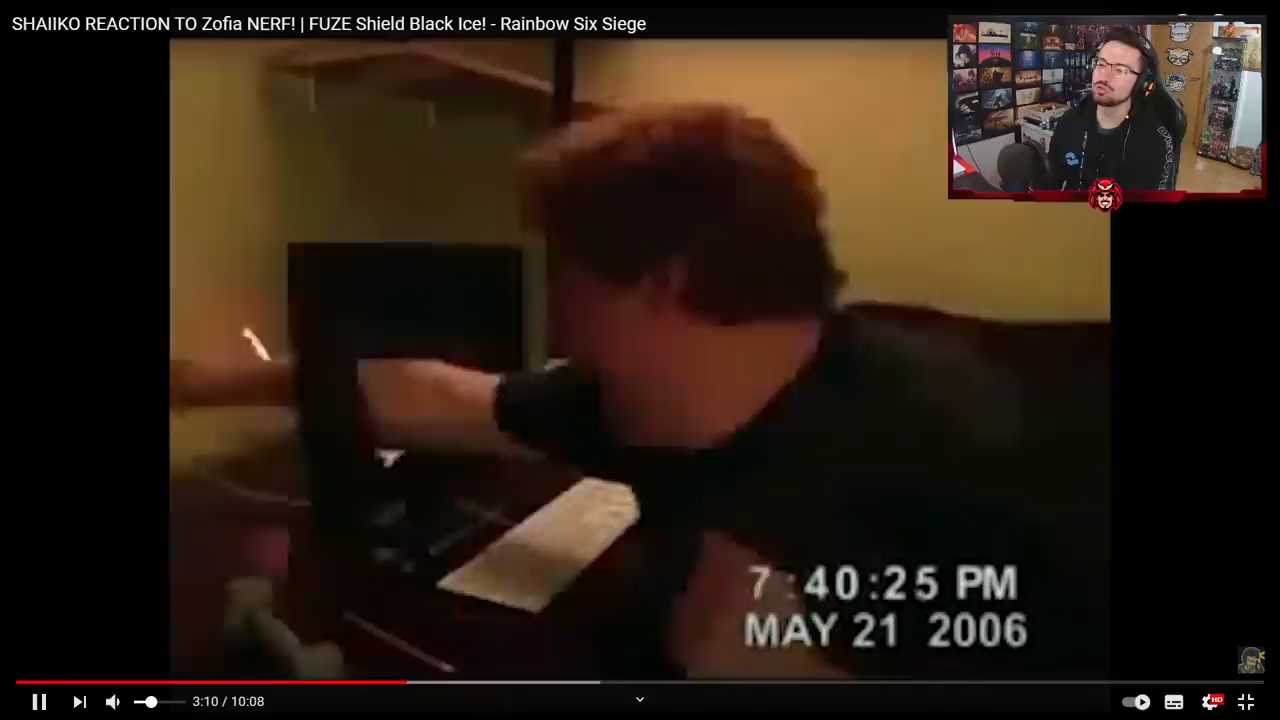 SHAIIKO REACTION TO Zofia NERF! | FUZE Shield Black Ice! - Rainbow Six Siege
7:40:25 PM
MAY 21 2006
3:10 / 10:08
HD